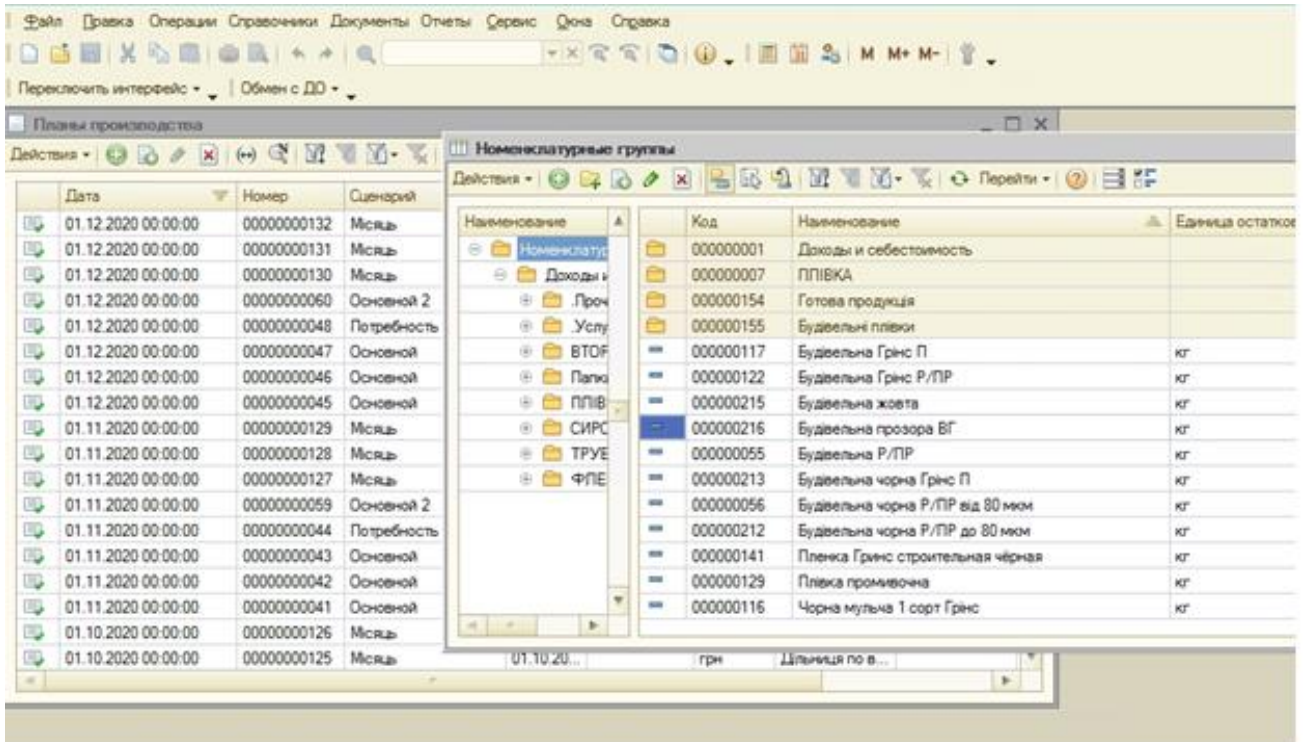 Файл Правка Операции Справочники Документы Отчеты Сервис Окна Справка
M M+ M-
Переключить интерфейс Обмен с ДО
Планы производства
Действия
Дата Номер Сценарий
01.12.2020 00:00:00 00000000132 Місяць
01.12.2020 00:00:00 00000000131 Місяць
01.12.2020 00:00:00 00000000130 Місяць
01.12.2020 00:00:00 00000000060 Основной 2
01.12.2020 00:00:00 00000000048 Потребность
01.12.2020 00:00:00 00000000047 Основной
01.12.2020 00:00:00 00000000046 Основной
01.12.2020 00:00:00 00000000045 Основной
01.11.2020 00:00:00 00000000129 Місяць
01.11.2020 00:00:00 00000000128 Місяць
01.11.2020 00:00:00 00000000127 Місяць
01.11.2020 00:00:00 00000000059 Основной 2
01.11.2020 00:00:00 00000000044 Потребность
01.11.2020 00:00:00 00000000043 Основной
01.11.2020 00:00:00 00000000042 Основной
01.11.2020 00:00:00 00000000041 Основной
01.10.2020 00:00:00 00000000126 Місяць
01.10.2020 00:00:00 00000000125 Місяць 01.10.20... грн Дільниця по в...
Номенклатурные группы
Действия Перейти
Наименование
Номенклатур
Доходы и
.Проч
.Услу
ВТОР
Папка
ПЛІВ
СИРО
ТРУБ
ФЛЕ
Код Наименование Единица остатков
000000001 Доходы и себестоимость
000000007 ПЛІВКА
000000154 Готова продукція
000000155 Будівельні плівки
000000117 Будівельна Грінс П кг
000000122 Будівельна Грінс Р/ПР кг
000000215 Будівельна жовта кг
000000216 Будівельна прозора ВГ кг
000000055 Будівельна Р/ПР кг
000000213 Будівельна чорна Грінс П кг
000000056 Будівельна чорна Р/ПР від 80 мкм кг
000000212 Будівельна чорна Р/ПР до 80 мкм кг
000000141 Пленка Гринс строительная чёрная кг
000000129 Плівка промивочна кг
000000116 Чорна мульча 1 сорт Грінс кг